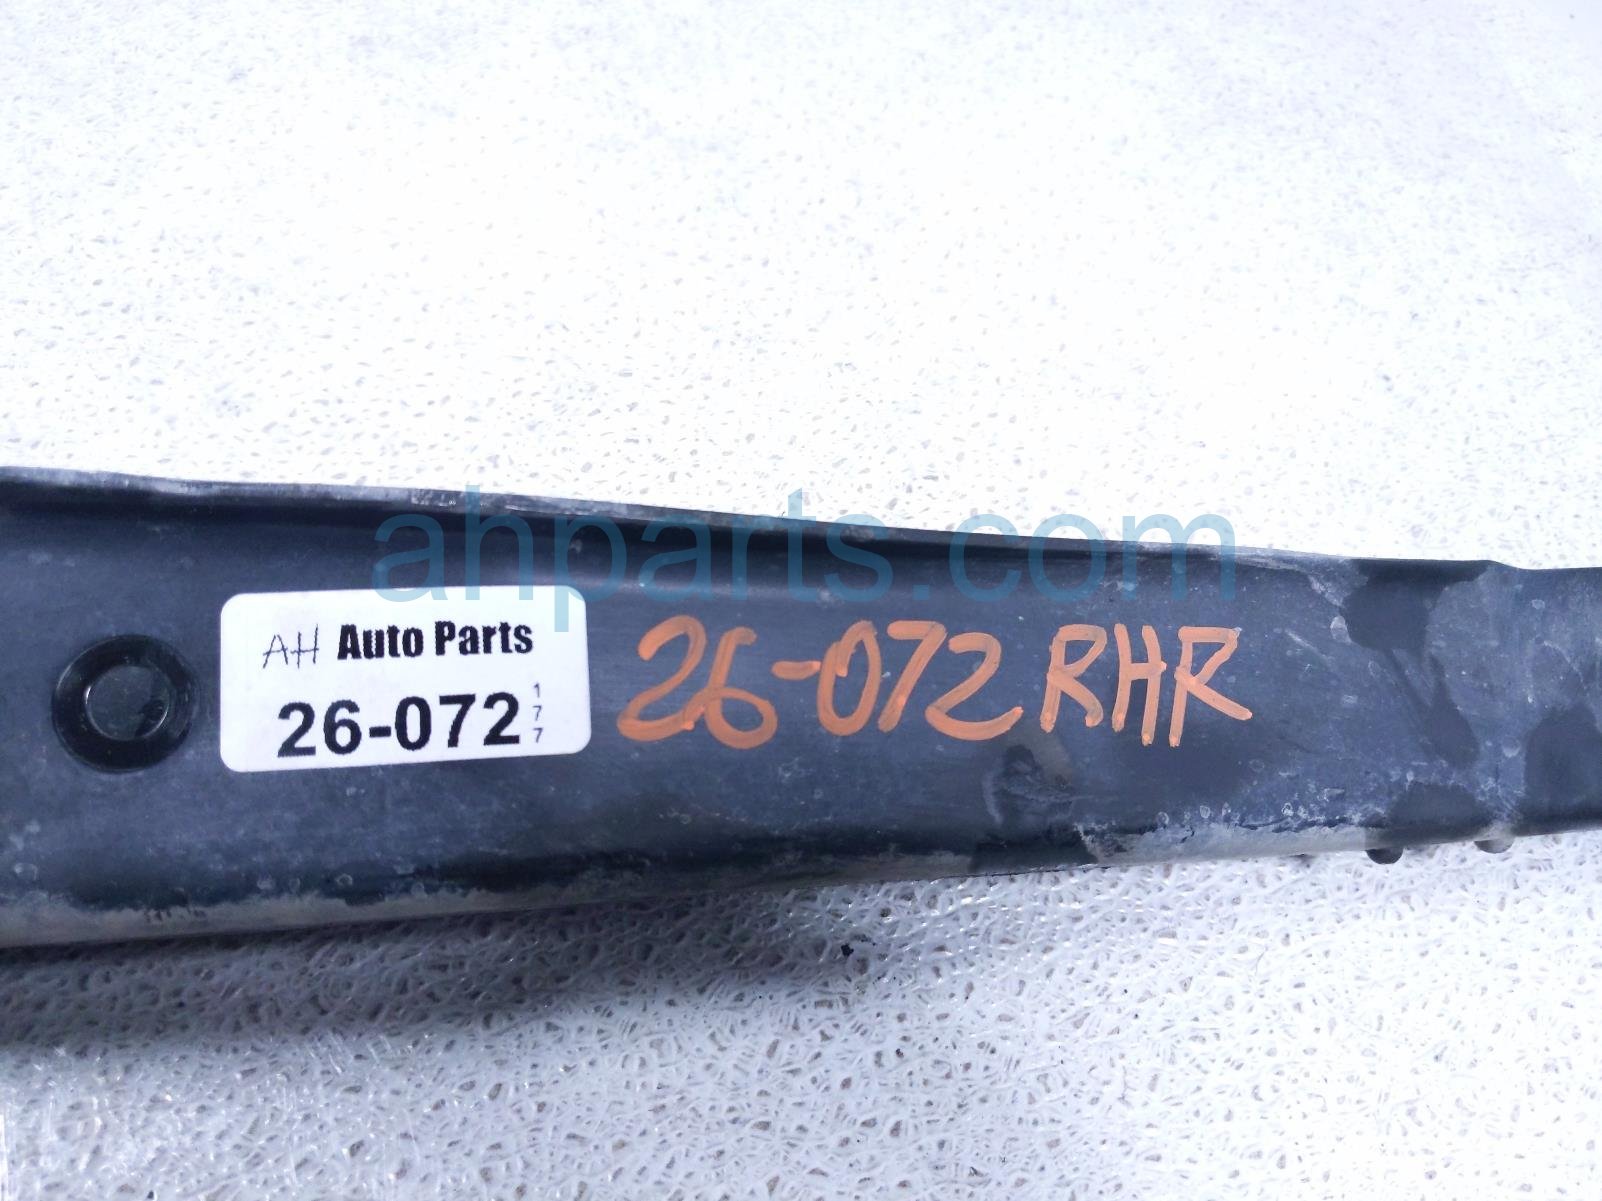 ahparts.com
AH Auto Parts
26-072
177
26-072 RHR